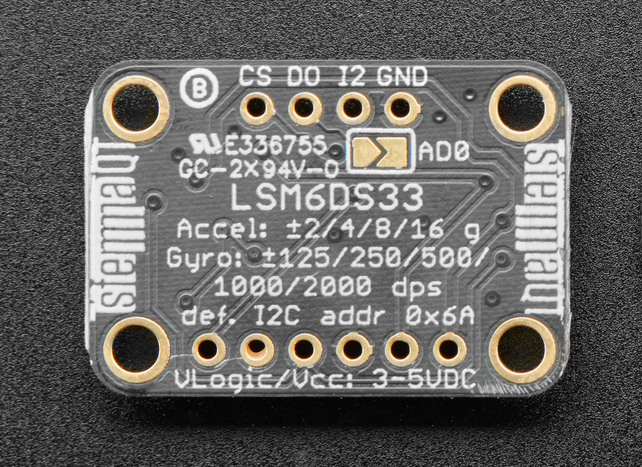 CS DO I2 GND
B
E336755
GC-2X94V-0
AD0
LSM6DS33
Accel: ±2/4/8/16 g
Gyro: ±125/250/500/
1000/2000 dps
def. I2C addr 0x6A
VLogic/Vcc: 3-5VDC
stemmaQT
stemmaQT